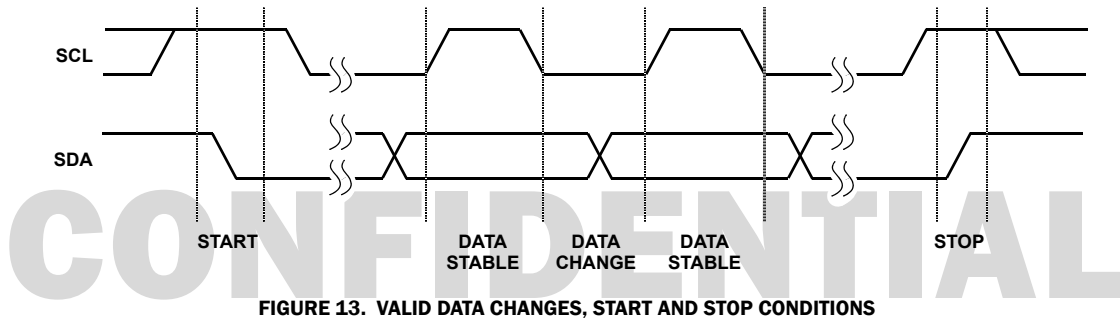 SCL
SDA
START
DATA STABLE
DATA CHANGE
DATA STABLE
STOP
CONFIDENTIAL
FIGURE 13. VALID DATA CHANGES, START AND STOP CONDITIONS